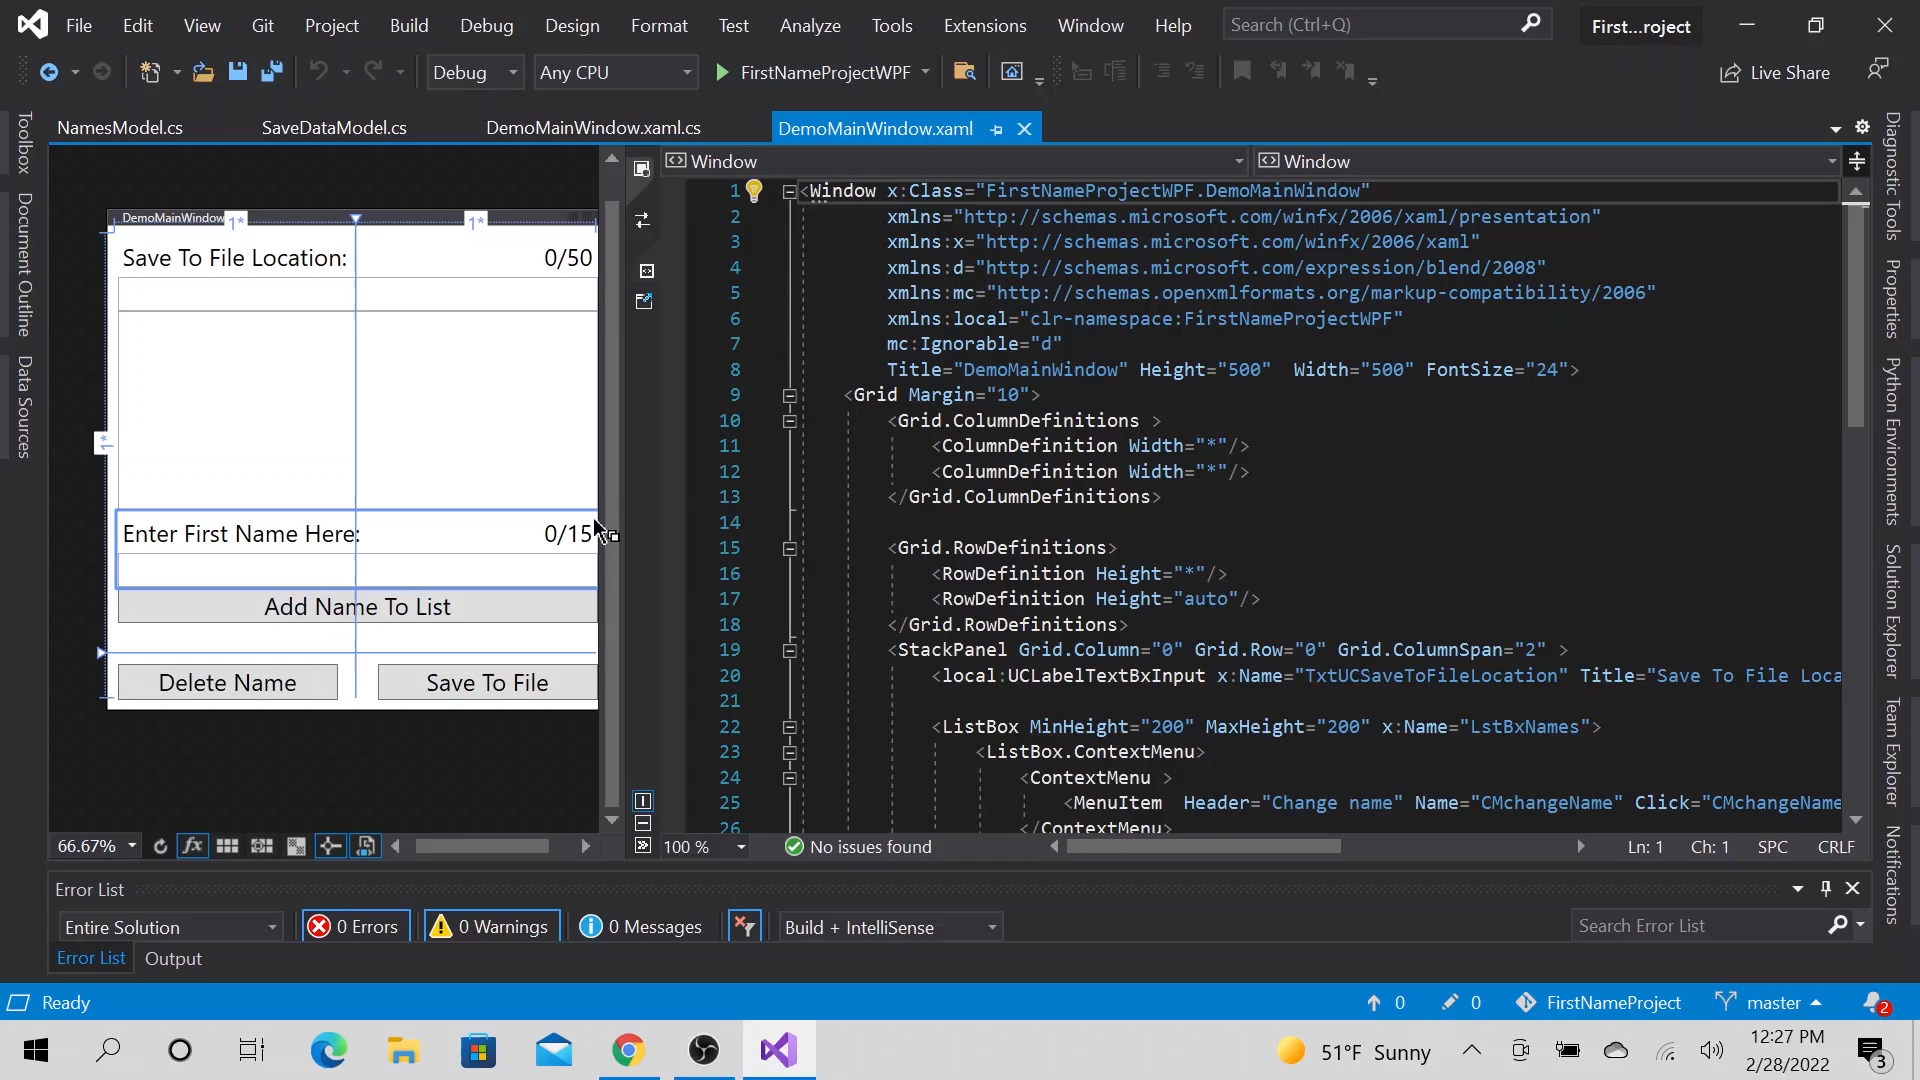 File Edit View Git Project Build Debug Design Format Test Analyze Tools Extensions Window Help Search (Ctrl+Q) First...roject
Debug Any CPU FirstNameProjectWPF Live Share
NamesModel.cs SaveDataModel.cs DemoMainWindow.xaml.cs DemoMainWindow.xaml
Toolbox
Document Outline
Data Sources
DemoMainWindow 1* 1*
Save To File Location: 0/50
1*
Enter First Name Here: 0/15
Add Name To List
Delete Name Save To File
66.67%
Window Window
1 <Window x:Class="FirstNameProjectWPF.DemoMainWindow"
2 xmlns="http://schemas.microsoft.com/winfx/2006/xaml/presentation"
3 xmlns:x="http://schemas.microsoft.com/winfx/2006/xaml"
4 xmlns:d="http://schemas.microsoft.com/expression/blend/2008"
5 xmlns:mc="http://schemas.openxmlformats.org/markup-compatibility/2006"
6 xmlns:local="clr-namespace:FirstNameProjectWPF"
7 mc:Ignorable="d"
8 Title="DemoMainWindow" Height="500" Width="500" FontSize="24">
9 <Grid Margin="10">
10 <Grid.ColumnDefinitions >
11 <ColumnDefinition Width="*"/>
12 <ColumnDefinition Width="*"/>
13 </Grid.ColumnDefinitions>
14
15 <Grid.RowDefinitions>
16 <RowDefinition Height="*"/>
17 <RowDefinition Height="auto"/>
18 </Grid.RowDefinitions>
19 <StackPanel Grid.Column="0" Grid.Row="0" Grid.ColumnSpan="2" >
20 <local:UCLabelTextBxInput x:Name="TxtUCSaveToFileLocation" Title="Save To File Loca
21
22 <ListBox MinHeight="200" MaxHeight="200" x:Name="LstBxNames">
23 <ListBox.ContextMenu>
24 <ContextMenu >
25 <MenuItem Header="Change name" Name="CMchangeName" Click="CMchangeName
26 </ContextMenu>
100 % No issues found Ln: 1 Ch: 1 SPC CRLF
Diagnostic Tools
Properties
Python Environments
Solution Explorer
Team Explorer
Notifications
Error List
Entire Solution 0 Errors 0 Warnings 0 Messages Build + IntelliSense Search Error List
Error List Output
Ready 0 0 FirstNameProject master 2
51°F Sunny 12:27 PM
2/28/2022 3